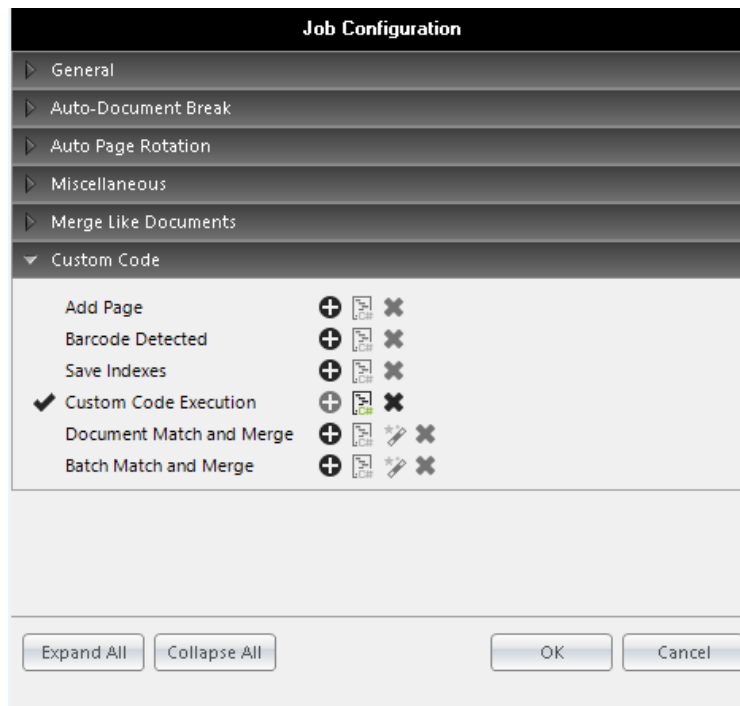 Job Configuration
General
Auto-Document Break
Auto Page Rotation
Miscellaneous
Merge Like Documents
Custom Code
Add Page
Barcode Detected
Save Indexes
Custom Code Execution
Document Match and Merge
Batch Match and Merge
Expand All Collapse All OK Cancel